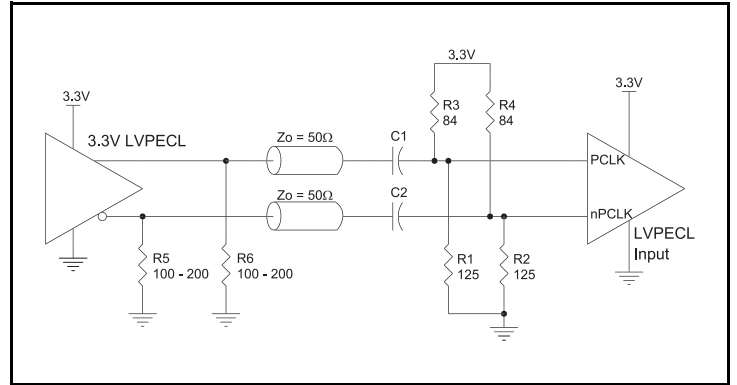 3.3V
3.3V
3.3V
R3
84
R4
84
3.3V LVPECL
Zo = 50Ω
C1
PCLK
Zo = 50Ω
C2
nPCLK
LVPECL
Input
R5
100 - 200
R6
100 - 200
R1
125
R2
125